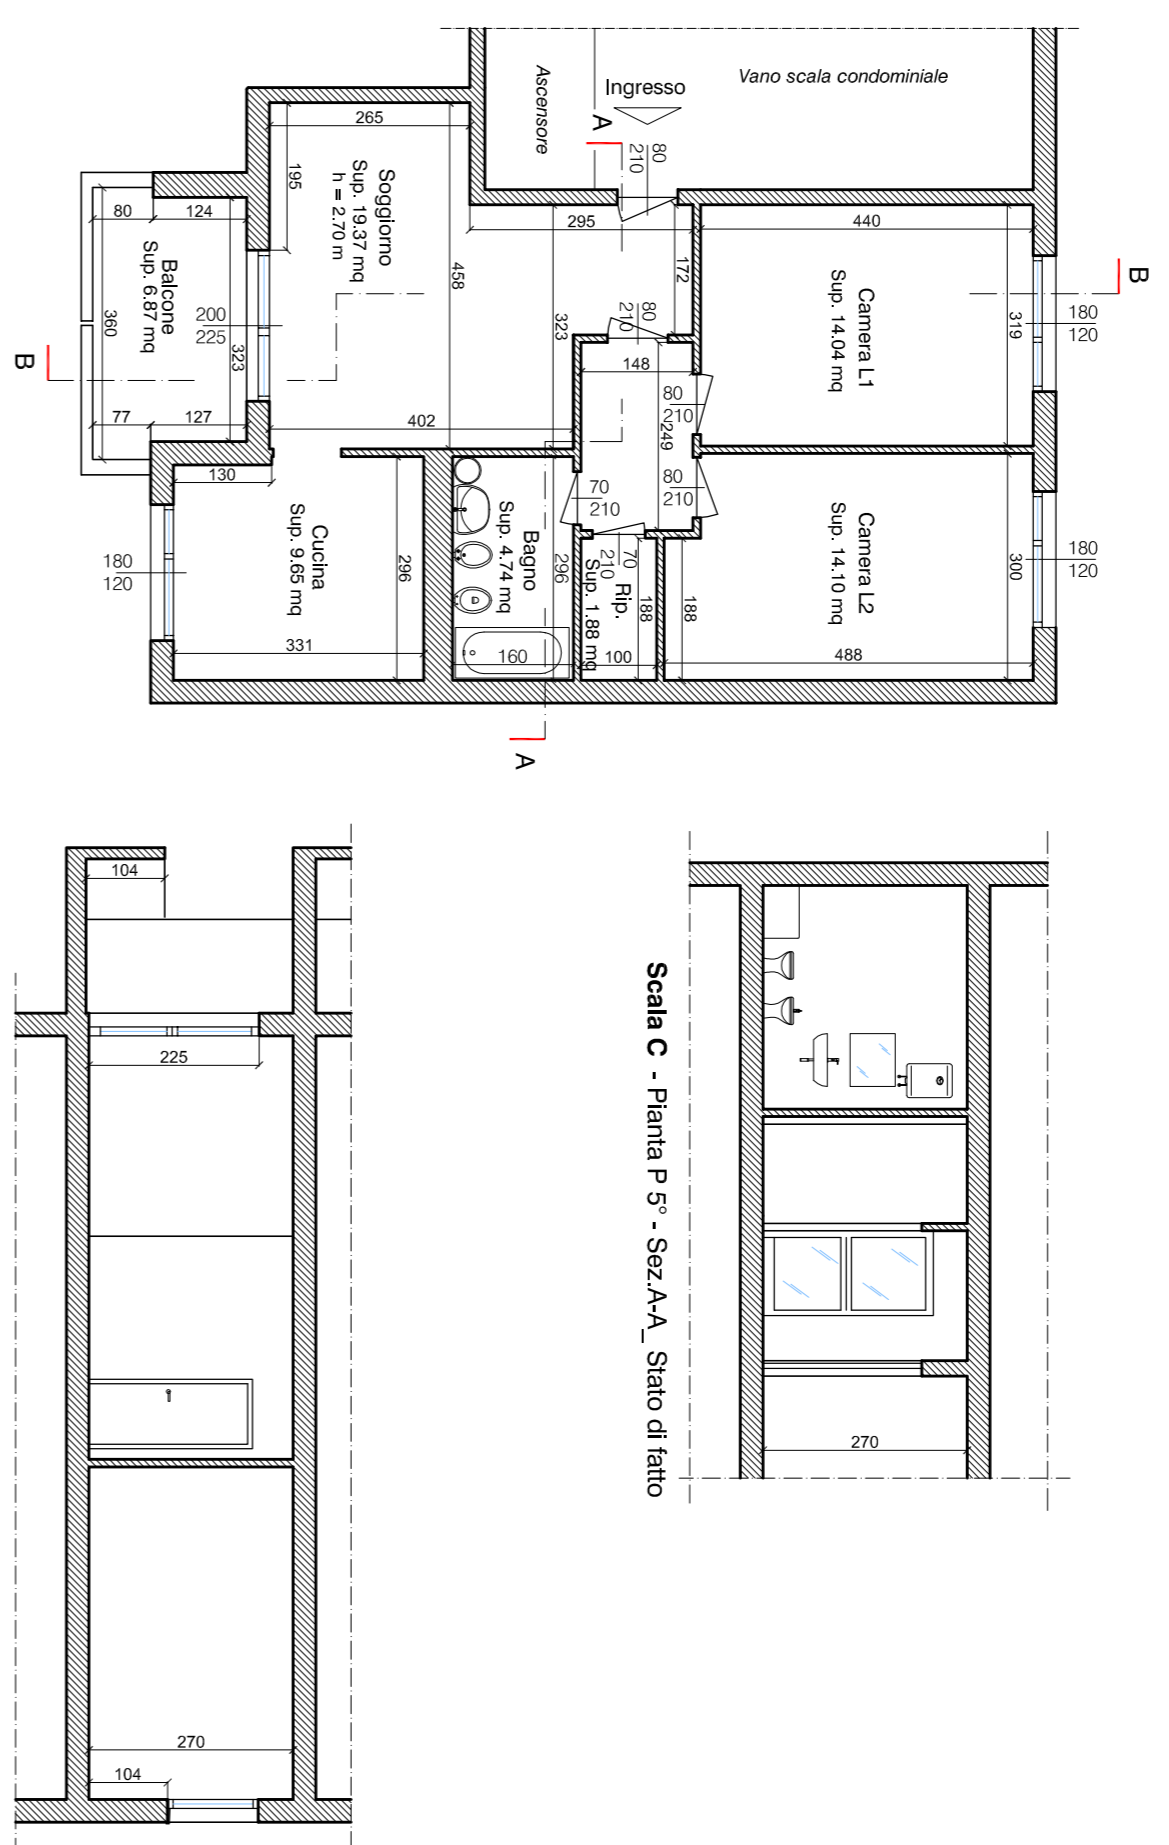 Vano scala condominiale
Ascensore
Ingresso
A
80
210
B
265
195
Soggiorno
Sup. 19.37 mq
h = 2.70 m
295
172
440
Camera L1
Sup. 14.04 mq
319
180
120
80
124
Balcone
Sup. 6.87 mq
360
200
225
323
458
323
80
210
148
B
77
127
402
80
210
249
80
210
130
70
210
Cucina
Sup. 9.65 mq
296
331
180
120
Bagno
Sup. 4.74 mq
296
160
70
210
Rip.
Sup. 1.88 mq
188
100
188
Camera L2
Sup. 14.10 mq
300
488
180
120
A
104
225
270
104
Scala C - Pianta P 5° - Sez.A-A_ Stato di fatto
270